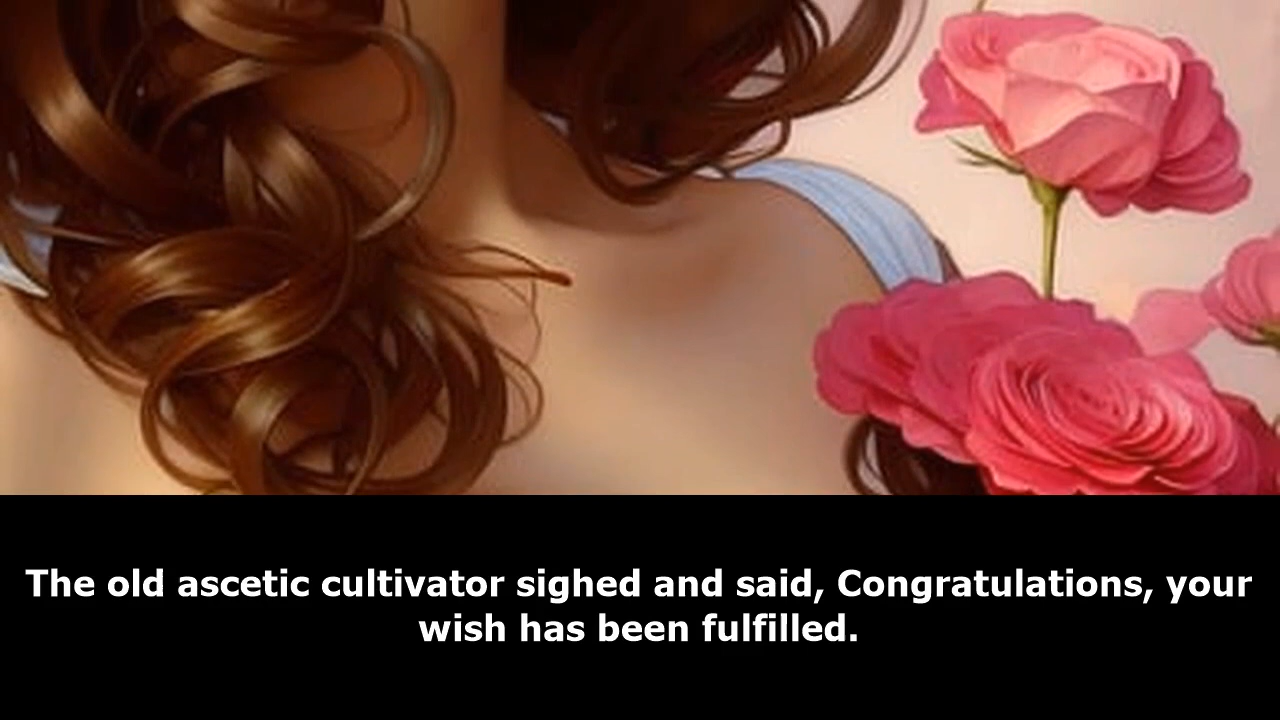 The old ascetic cultivator sighed and said, Congratulations, your
wish has been fulfilled.